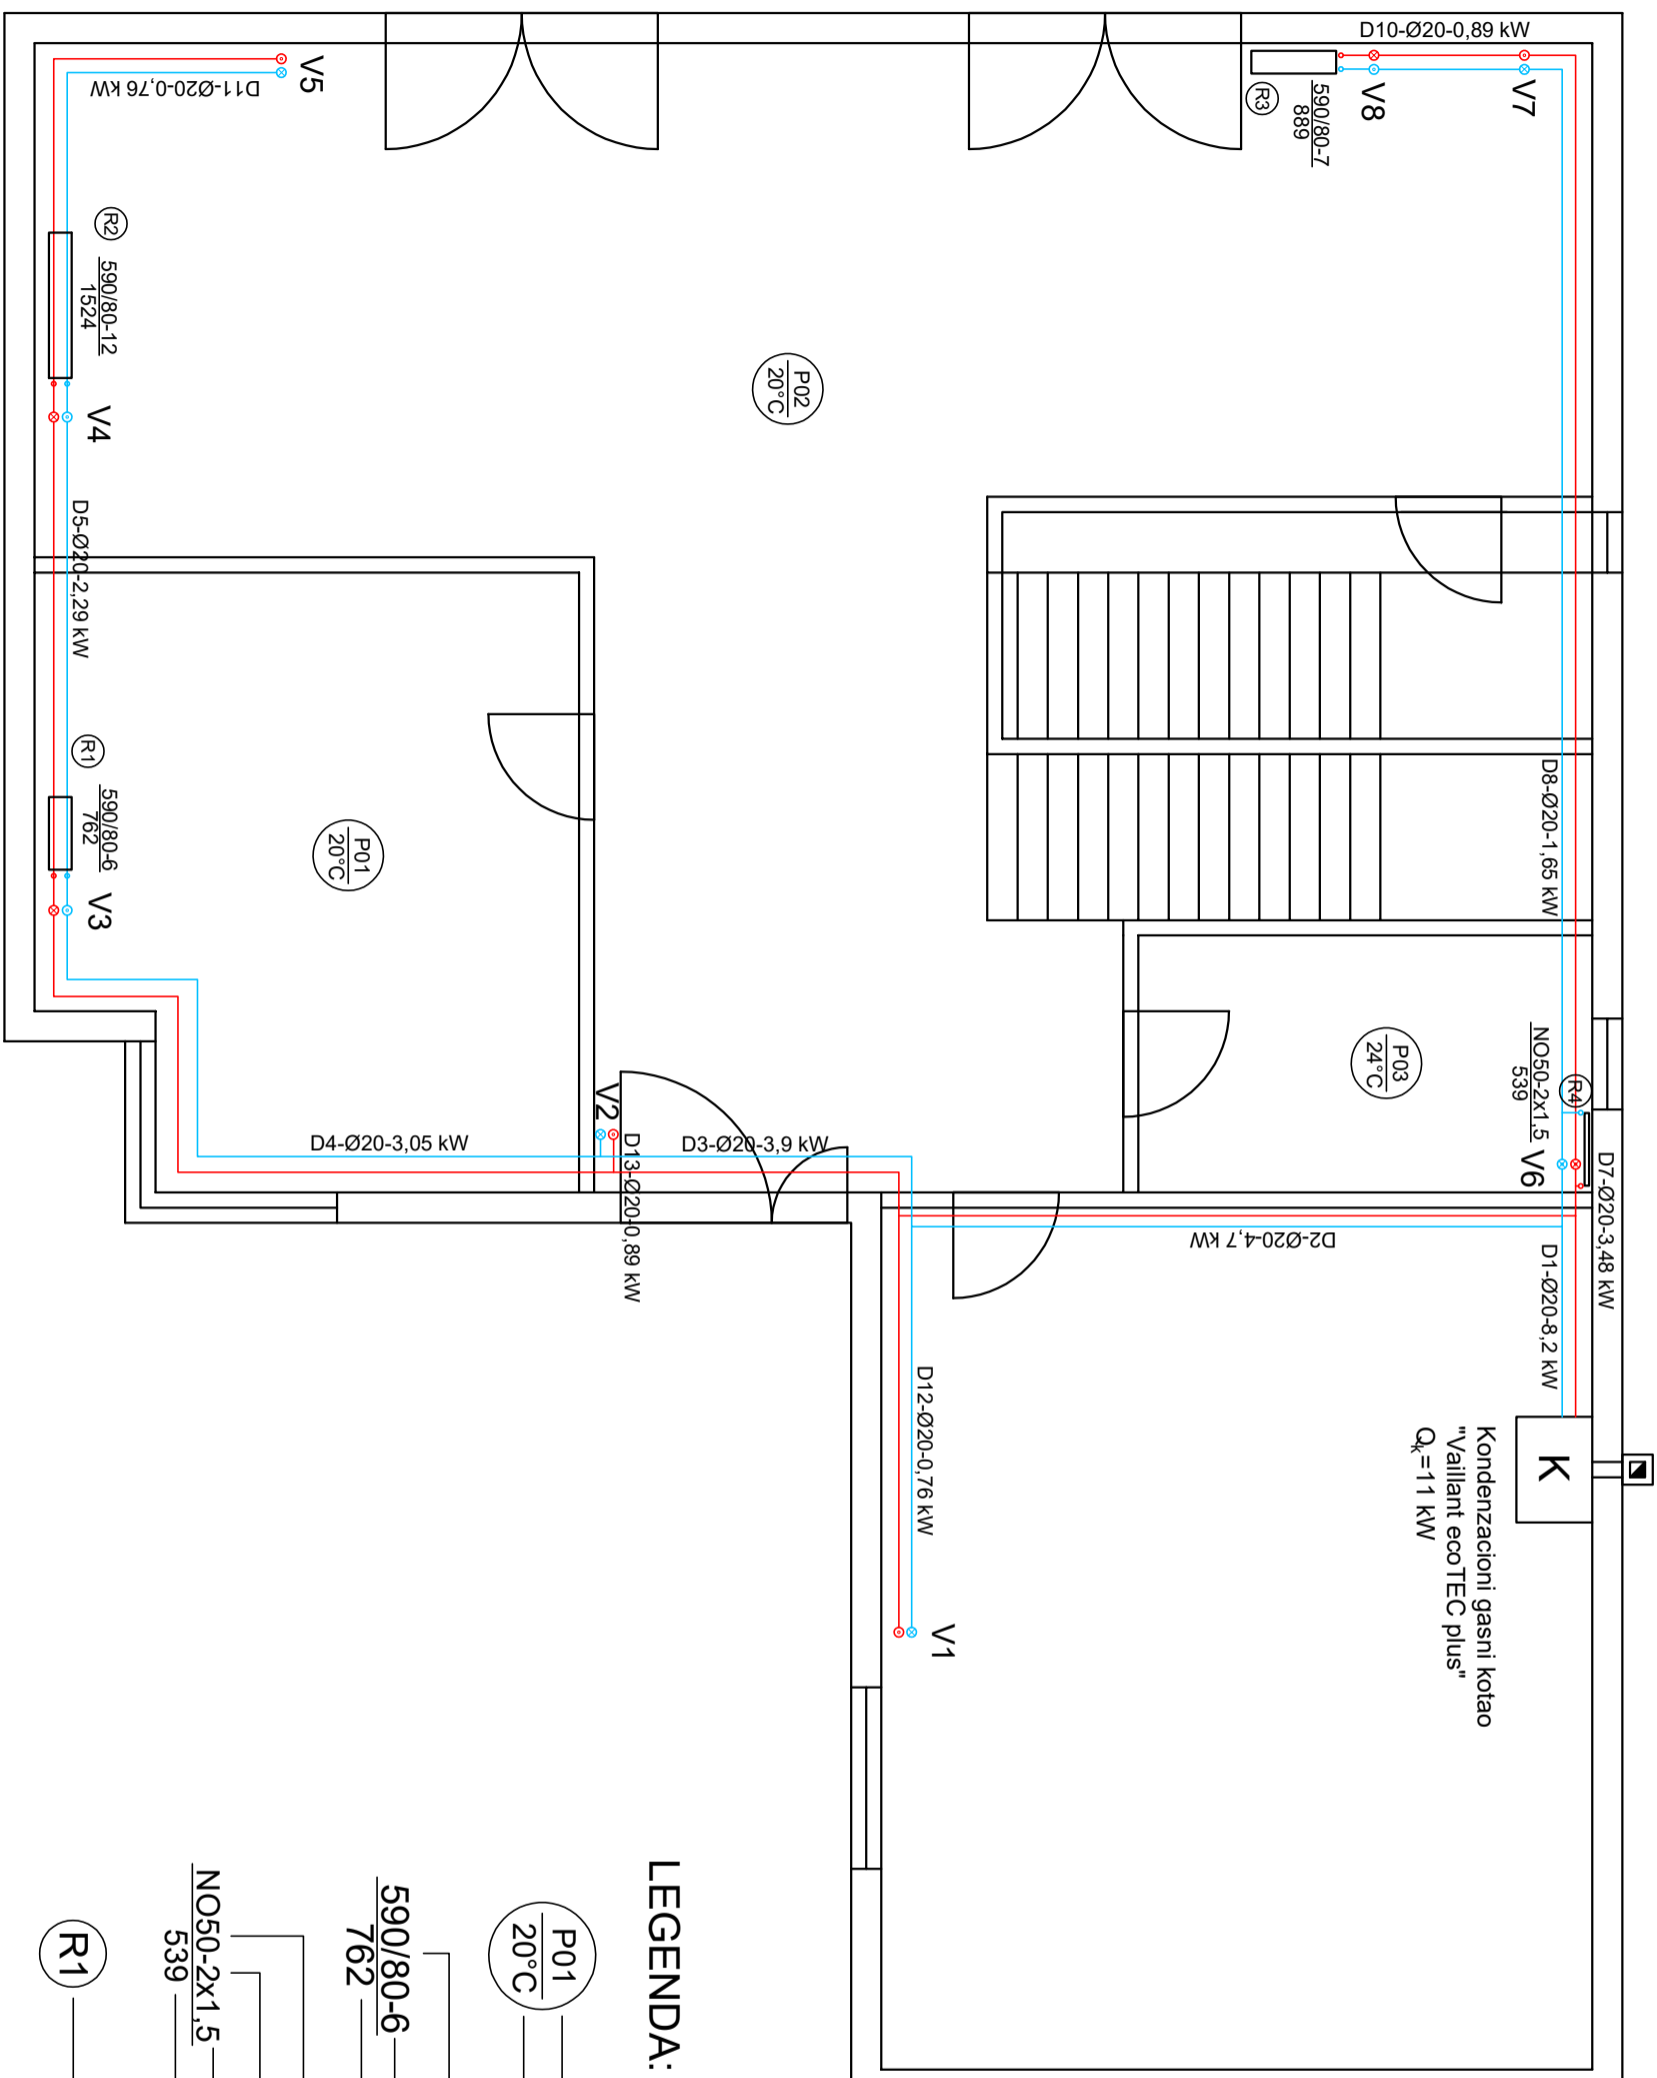 D10-Ø20-0,89 kW
V7
V8
590/80-7
889
R3
V5
D11-Ø20-0,76 kW
R2
590/80-12
1524
V4
D5-Ø20-2,29 kW
R1
590/80-6
762
V3
P02
20°C
P01
20°C
D8-Ø20-1,65 kW
P03
24°C
R4
NO50-2x1,5
539
V6
D7-Ø20-3,48 kW
D1-Ø20-8,2 kW
D2-Ø20-4,7 kW
D3-Ø20-3,9 kW
V2
D13-Ø20-0,89 kW
D4-Ø20-3,05 kW
D12-Ø20-0,76 kW
V1
K
Kondenzacioni gasni kotao
"Vaillant ecoTEC plus"
Qk=11 kW
LEGENDA:
P01
20°C
590/80-6
762
NO50-2x1,5
539
R1